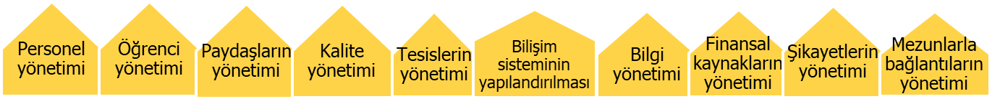 Personel
yönetimi
Öğrenci
yönetimi
Paydaşların
yönetimi
Kalite
yönetimi
Tesislerin
yönetimi
Bilişim
sisteminin
yapılandırılması
Bilgi
yönetimi
Finansal
kaynakların
yönetimi
Şikayetlerin
yönetimi
Mezunlarla
bağlantıların
yönetimi